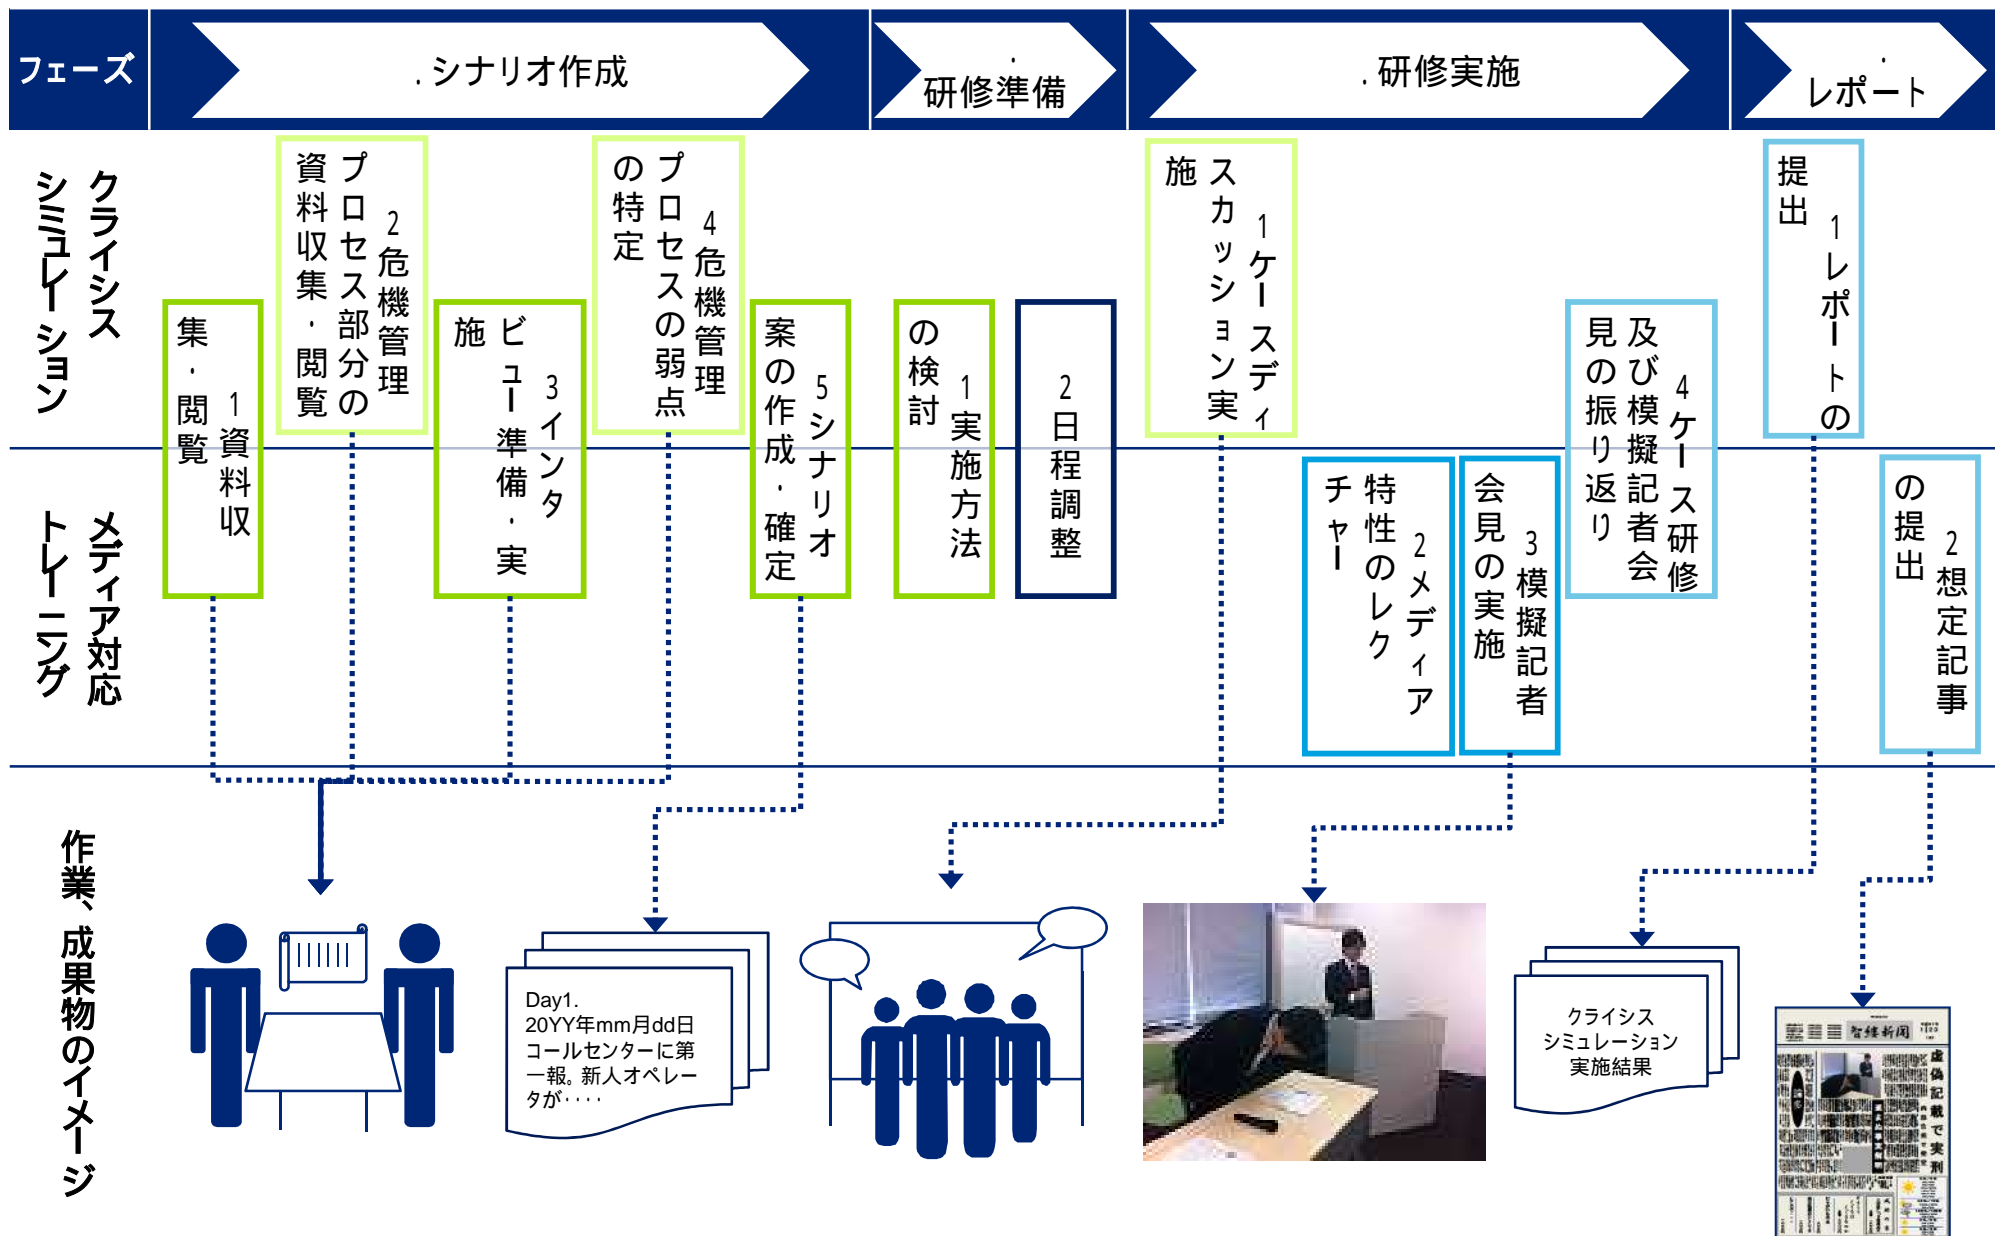 フェーズ
.シナリオ作成
.
研修準備
.研修実施
.
レポート
クライシス
シミュレーション
1資料収
集・閲覧
2危機管理
プロセス部分の
資料収集・閲覧
3インタ
ビュー準備・実
施
4危機管理
プロセスの弱点
の特定
5シナリオ
案の作成・確定
1実施方法
の検討
2日程調整
1ケースディ
スカッション実
施
4ケース研修
及び模擬記者会
見の振り返り
1レポートの
提出
メディア対応
トレーニング
2メディア
特性のレク
チャー
3模擬記者
会見の実施
2想定記事
の提出
作業、成果物のイメージ
Day1.
20YY年mm月dd日
コールセンターに第
一報。新人オペレー
タが‥‥
クライシス
シミュレーション
実施結果
虚偽記載で実刑